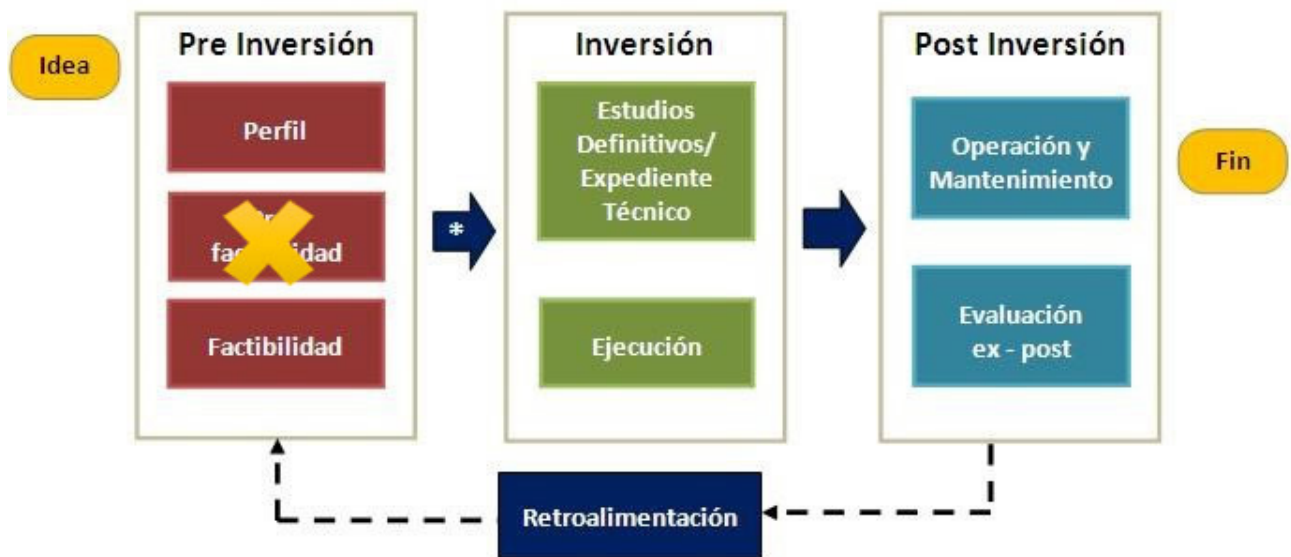 Idea
Pre Inversión
Perfil
Factibilidad
*
Inversión
Estudios
Definitivos/
Expediente
Técnico
Ejecución
Post Inversión
Operación y
Mantenimiento
Evaluación
ex - post
Fin
Retroalimentación